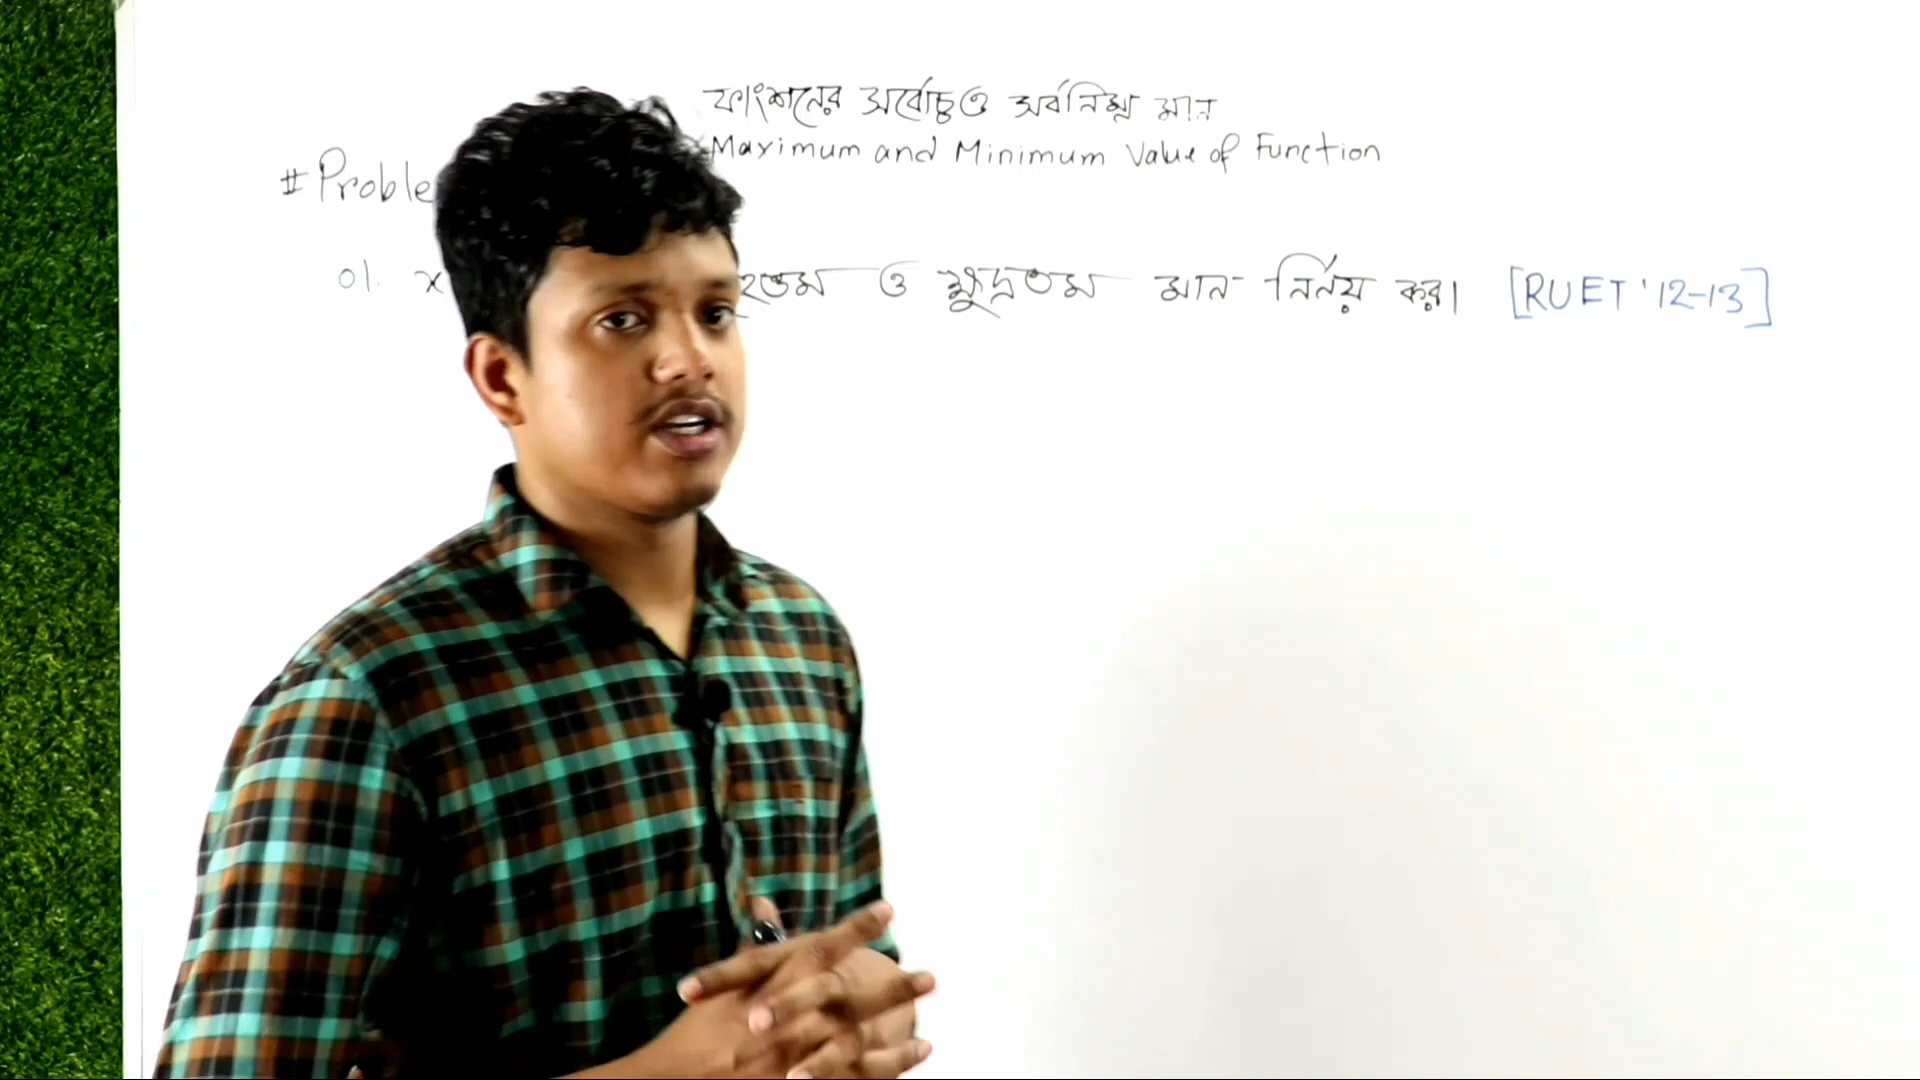 ফাংশনের সর্বোচ্চ ও সর্বনিম্ন মান
Maximum and Minimum Value of Function
# Proble
01. x ও ক্ষুদ্রতম মান নির্ণয় কর। [RUET '12-13]